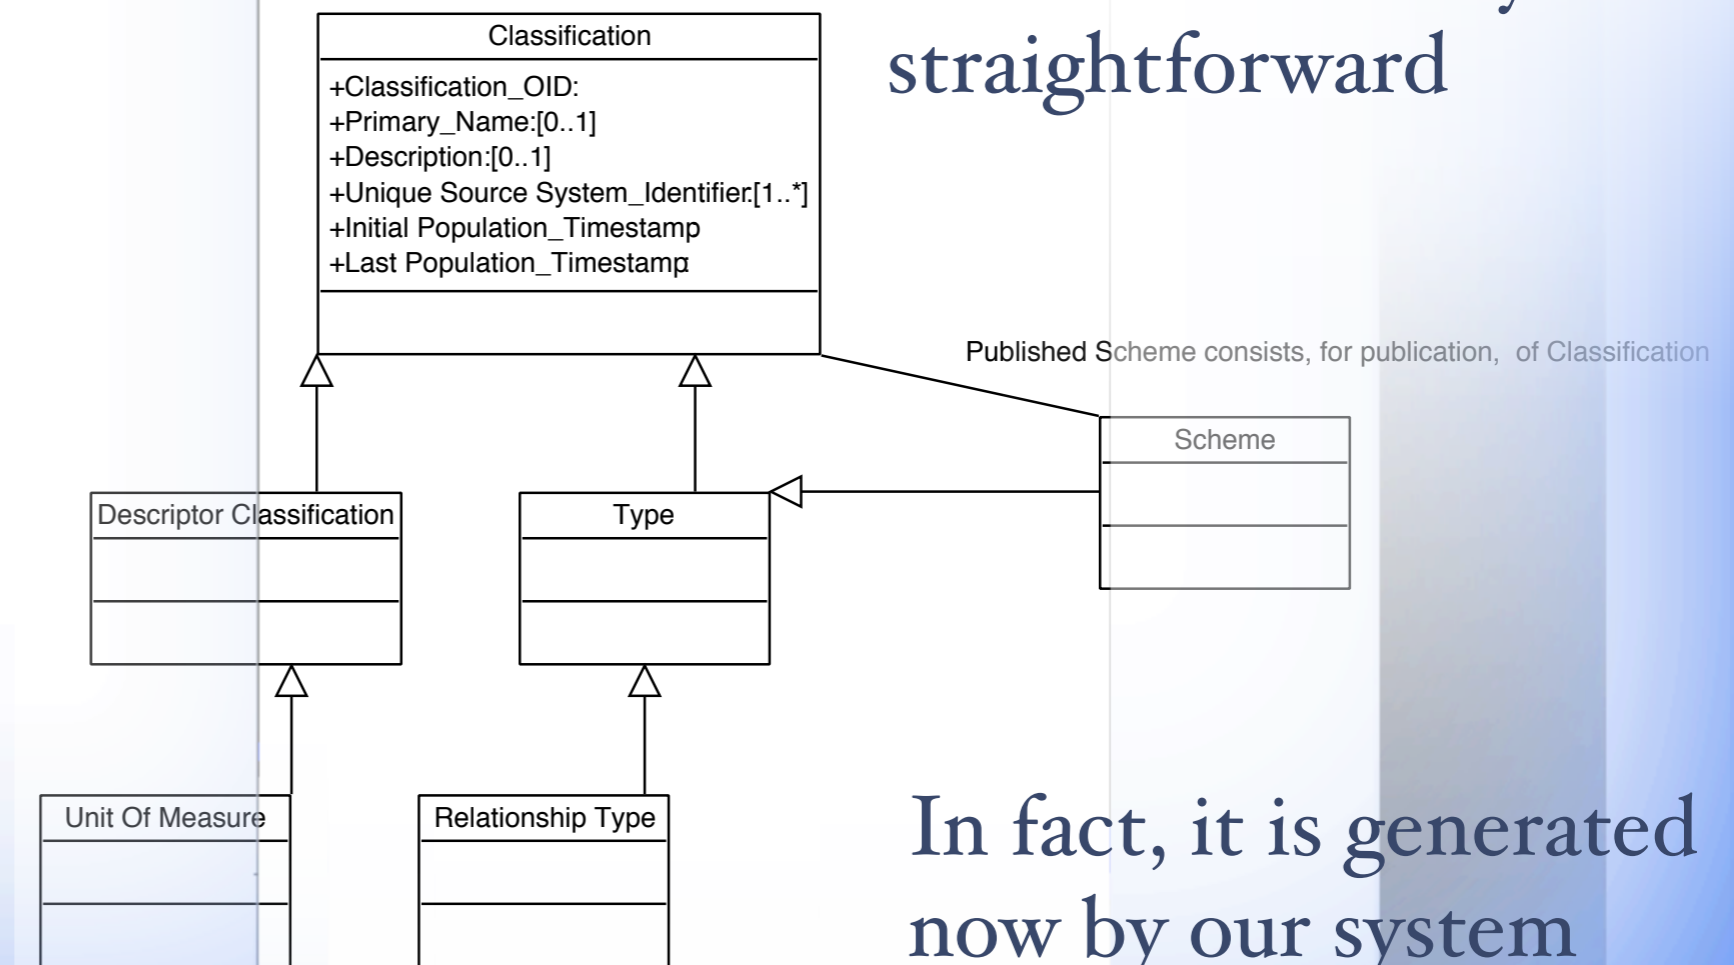 straightforward
Classification
+Classification_OID:
+Primary_Name:[0..1]
+Description:[0..1]
+Unique Source System_Identifier:[1..*]
+Initial Population_Timestamp
+Last Population_Timestamp:
Published Scheme consists, for publication, of Classification
Scheme
Descriptor Classification
Type
Unit Of Measure
Relationship Type
In fact, it is generated
now by our system